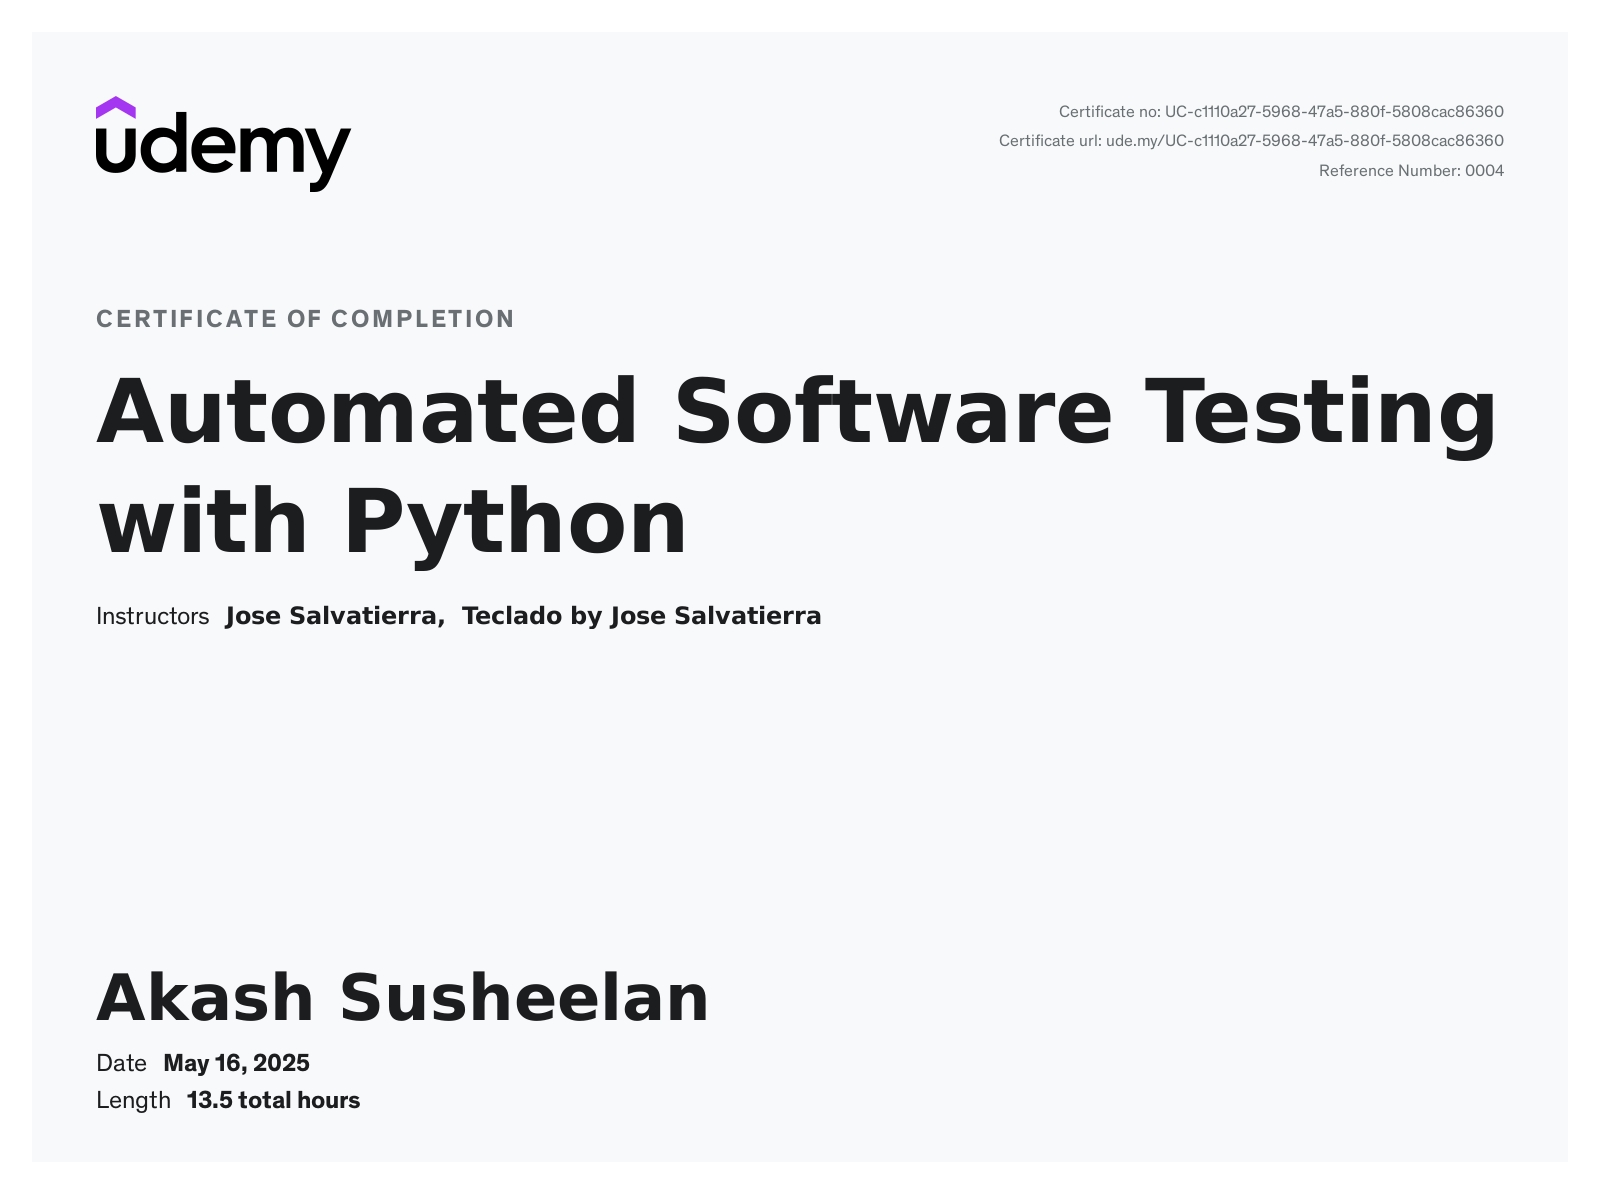 udemy
Certificate no: UC-c1110a27-5968-47a5-880f-5808cac86360
Certificate url: ude.my/UC-c1110a27-5968-47a5-880f-5808cac86360
Reference Number: 0004
CERTIFICATE OF COMPLETION
Automated Software Testing
with Python
Instructors Jose Salvatierra, Teclado by Jose Salvatierra
Akash Susheelan
Date May 16, 2025
Length 13.5 total hours